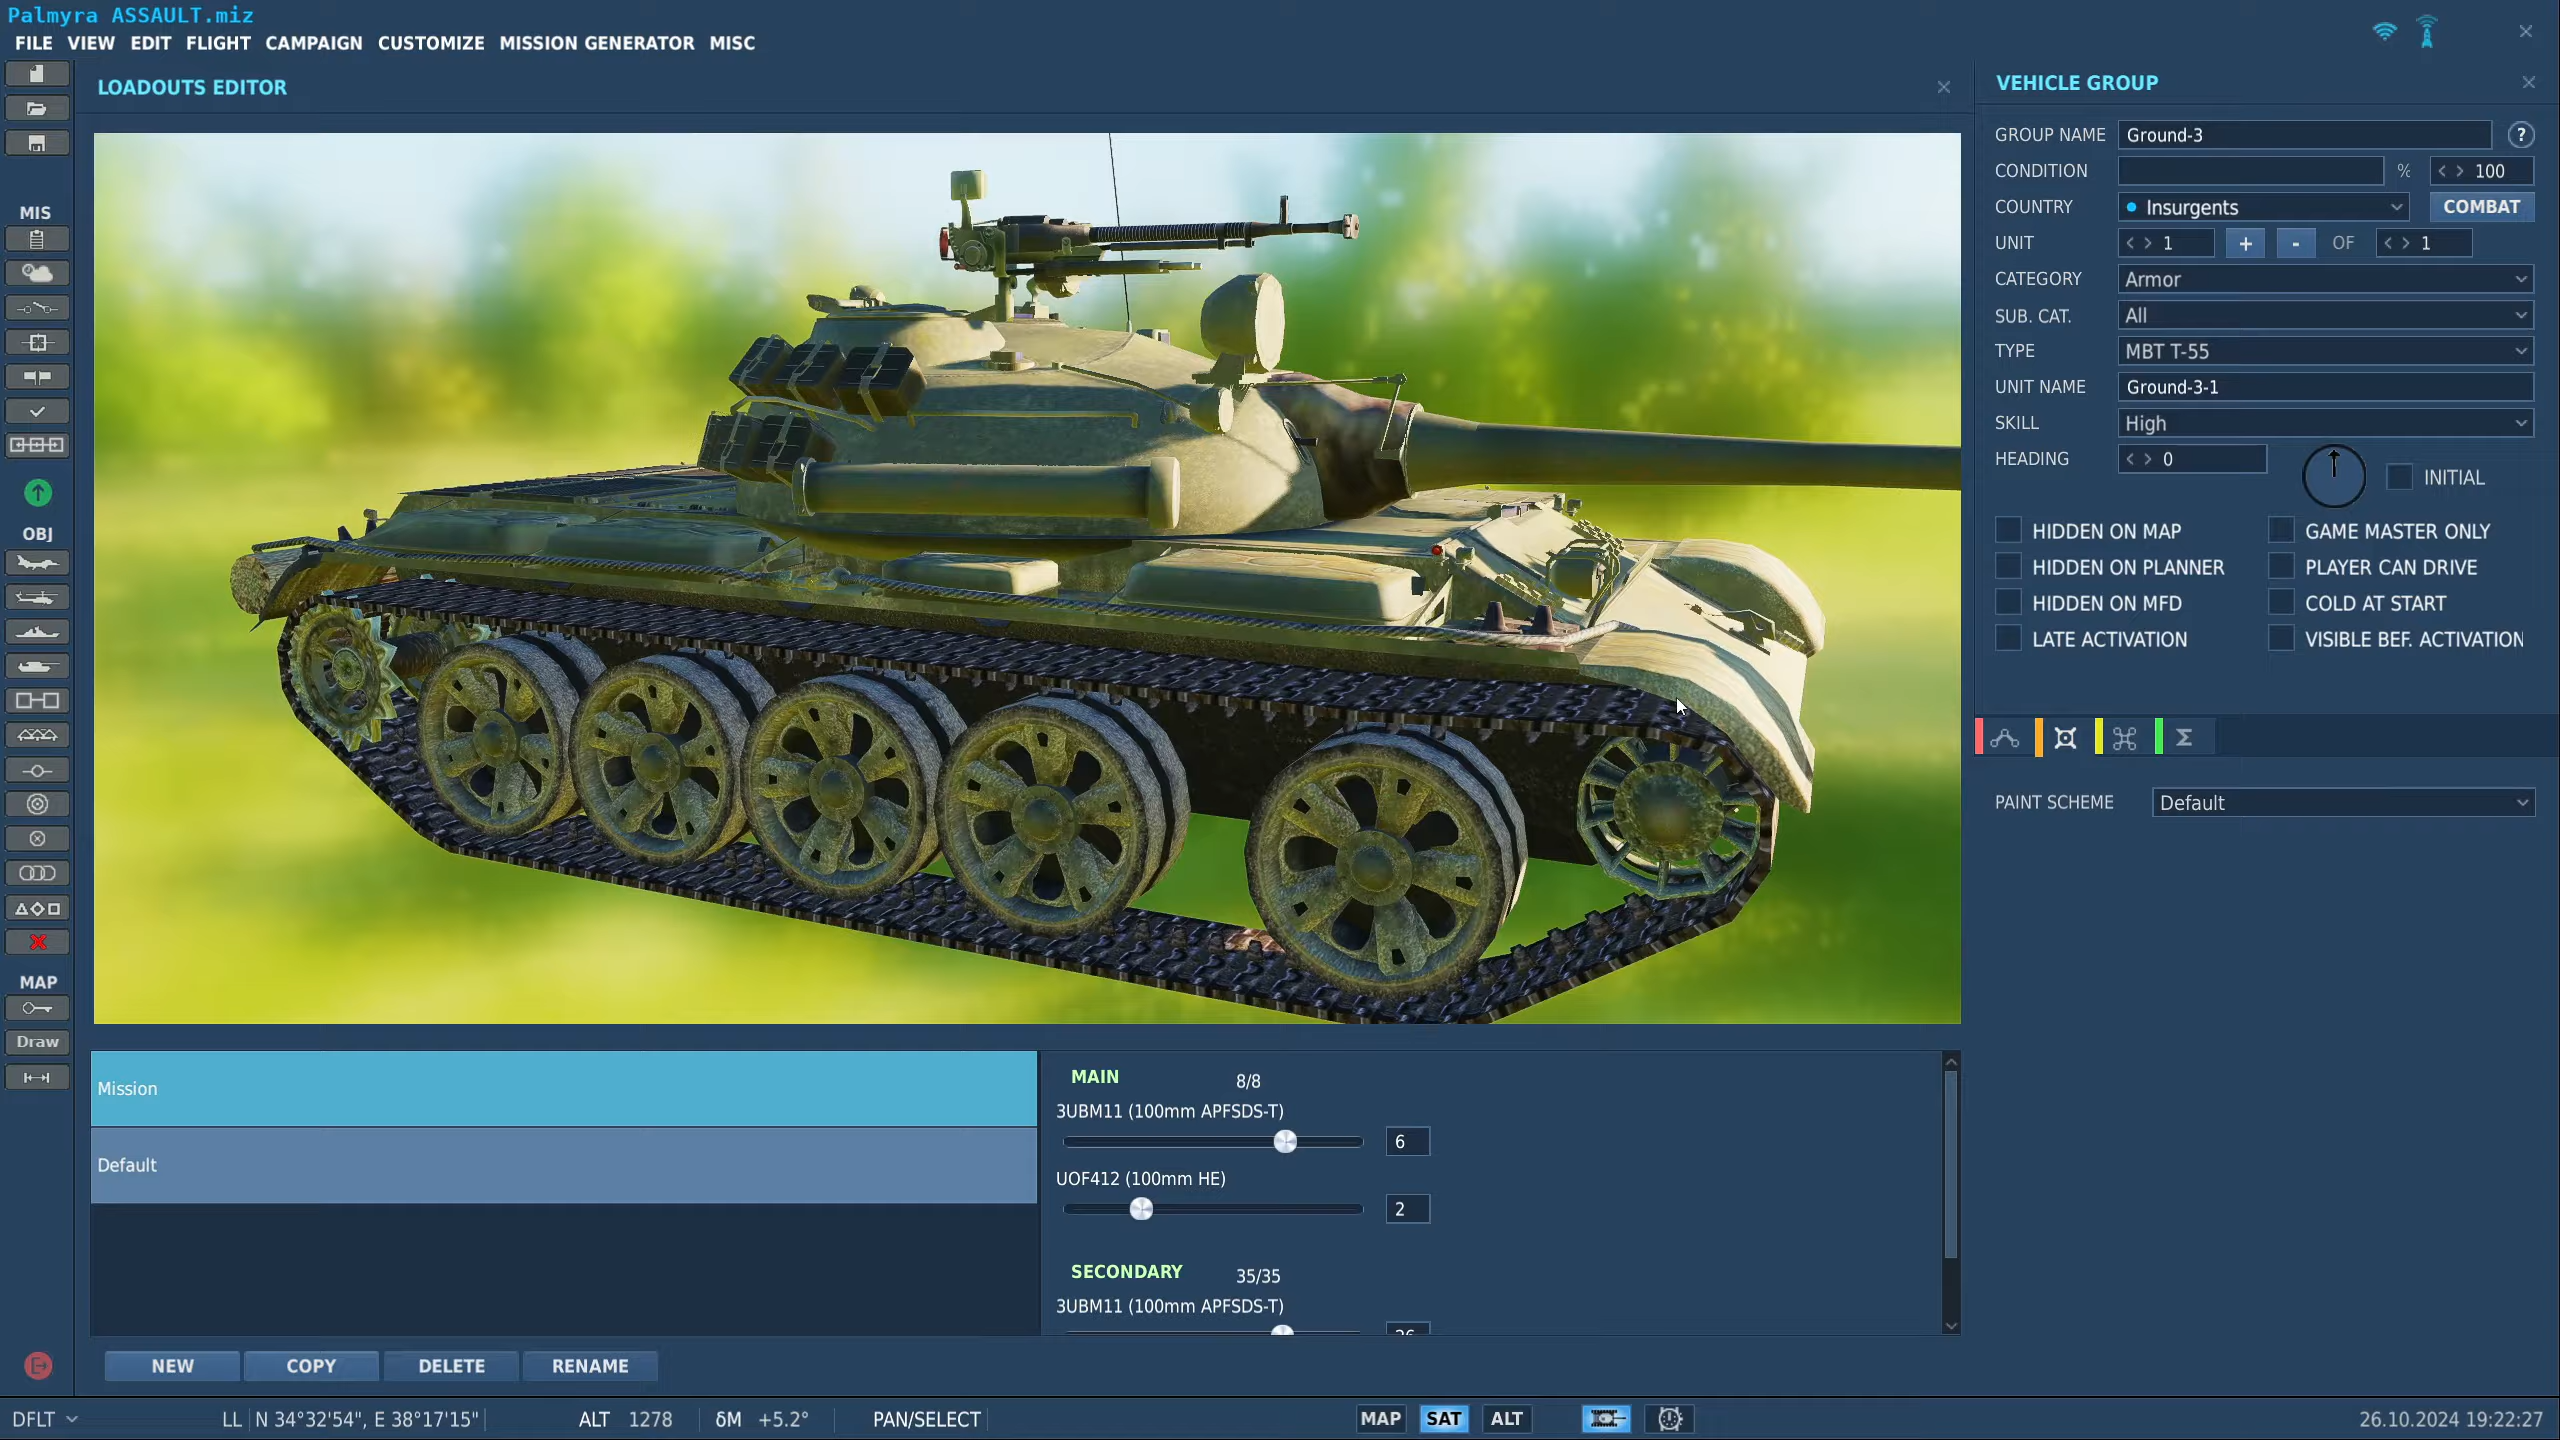 Palmyra ASSAULT.miz
FILE VIEW EDIT FLIGHT CAMPAIGN CUSTOMIZE MISSION GENERATOR MISC
LOADOUTS EDITOR
MIS
OBJ
MAP
Draw
Mission
Default
MAIN 8/8
3UBM11 (100mm APFSDS-T)
6
UOF412 (100mm HE)
2
SECONDARY 35/35
3UBM11 (100mm APFSDS-T)
NEW COPY DELETE RENAME
VEHICLE GROUP
GROUP NAME Ground-3 ?
CONDITION % < > 100
COUNTRY Insurgents COMBAT
UNIT < > 1 + - OF < > 1
CATEGORY Armor
SUB. CAT. All
TYPE MBT T-55
UNIT NAME Ground-3-1
SKILL High
HEADING < > 0 INITIAL
HIDDEN ON MAP GAME MASTER ONLY
HIDDEN ON PLANNER PLAYER CAN DRIVE
HIDDEN ON MFD COLD AT START
LATE ACTIVATION VISIBLE BEF. ACTIVATION
Σ
PAINT SCHEME Default
DFLT LL N 34°32'54", E 38°17'15" ALT 1278 δM +5.2° PAN/SELECT MAP SAT ALT 26.10.2024 19:22:27